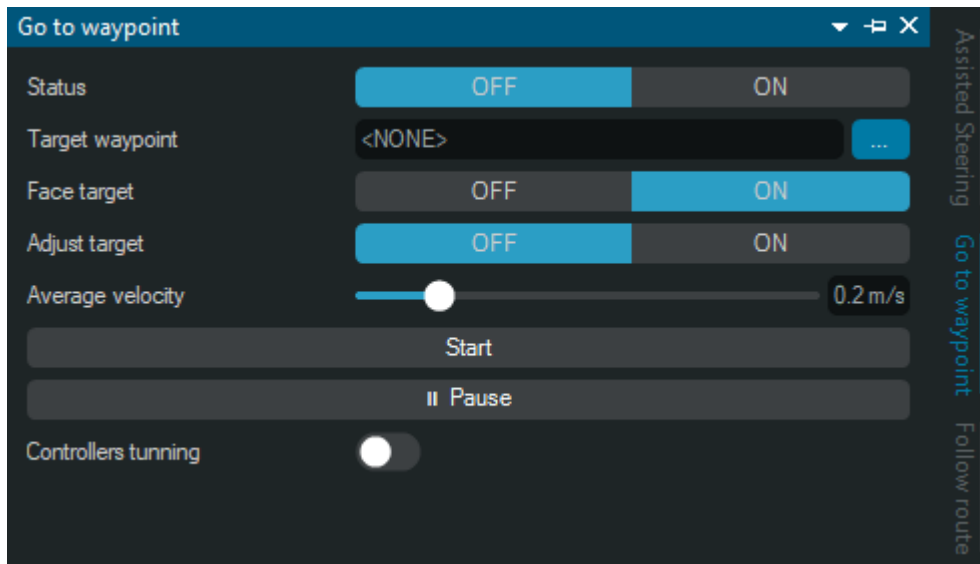 Go to waypoint
Status OFF ON
Target waypoint <NONE> ...
Face target OFF ON
Adjust target OFF ON
Average velocity 0.2 m/s
Start
Pause
Controllers tunning
Assisted Steering
Go to waypoint
Follow route